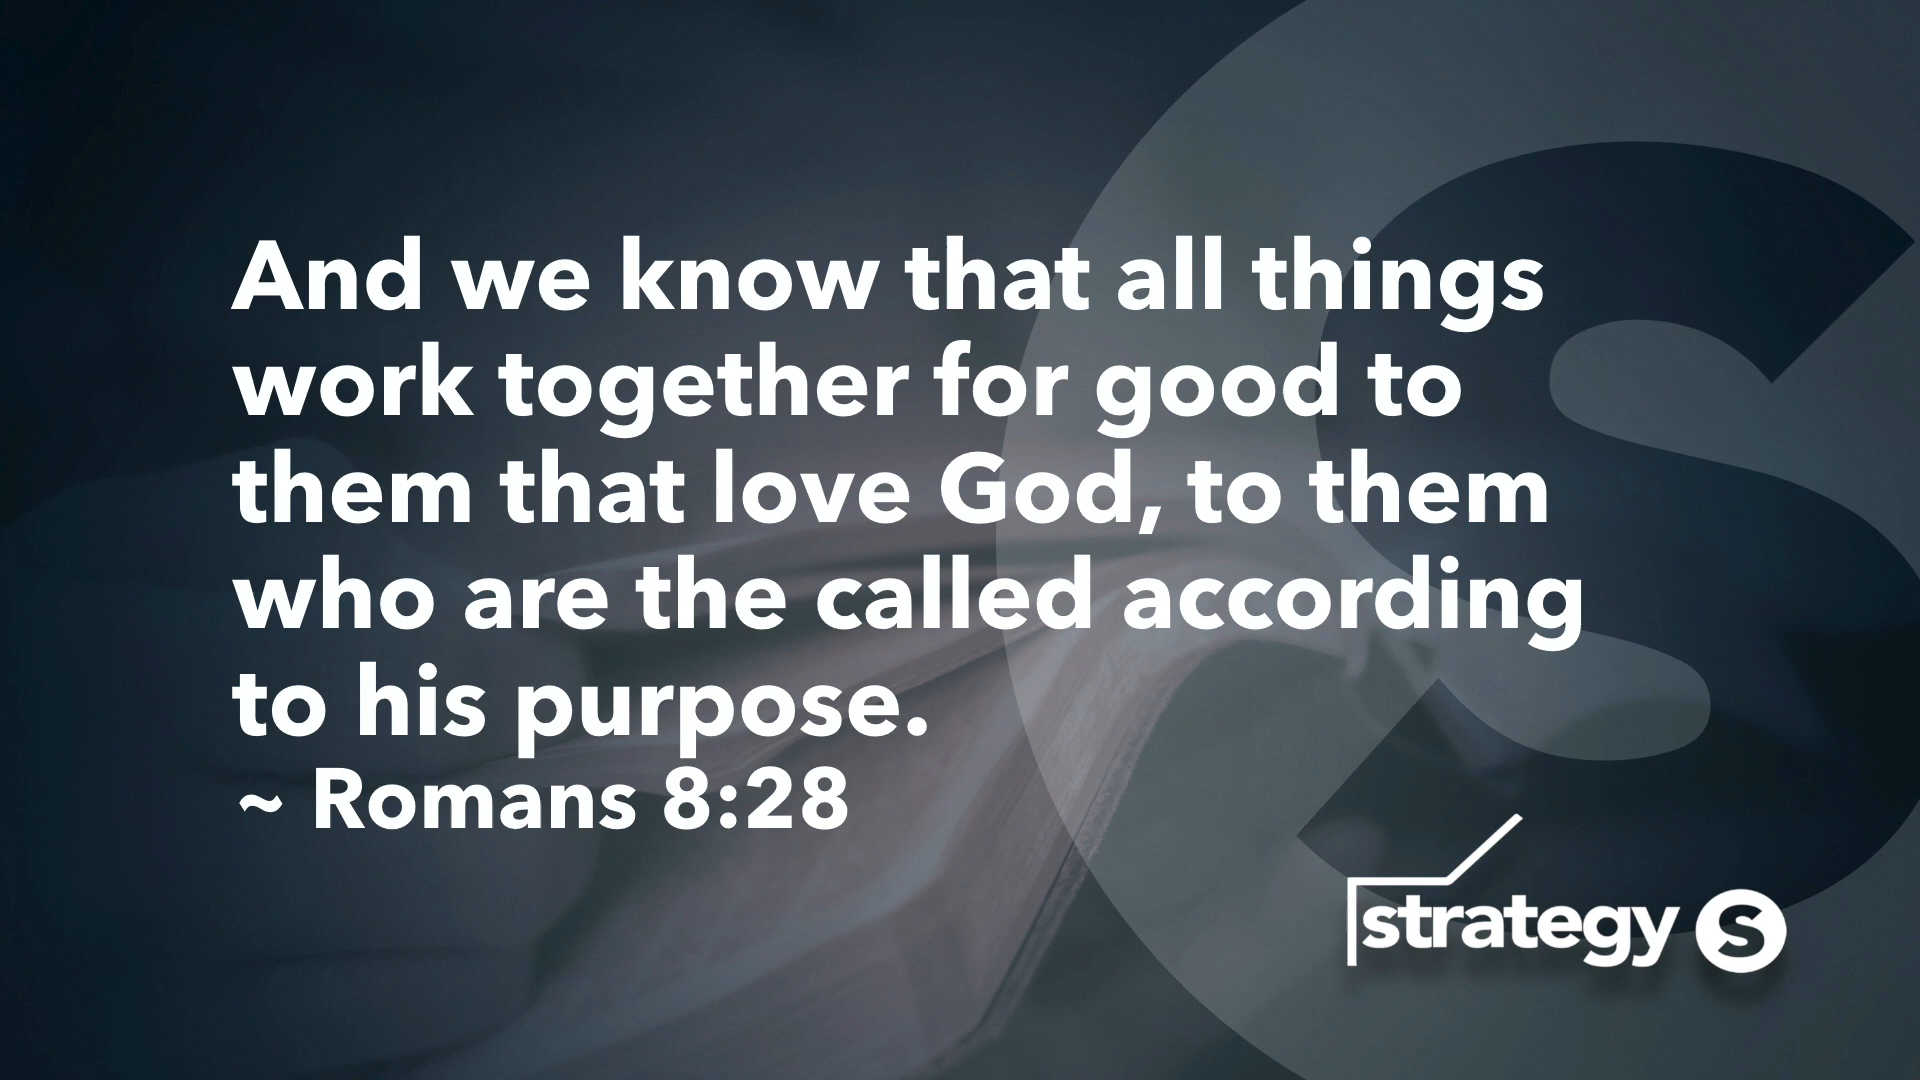 And we know that all things
work together for good to
them that love God, to them
who are the called according
to his purpose.
~ Romans 8:28
strategy S